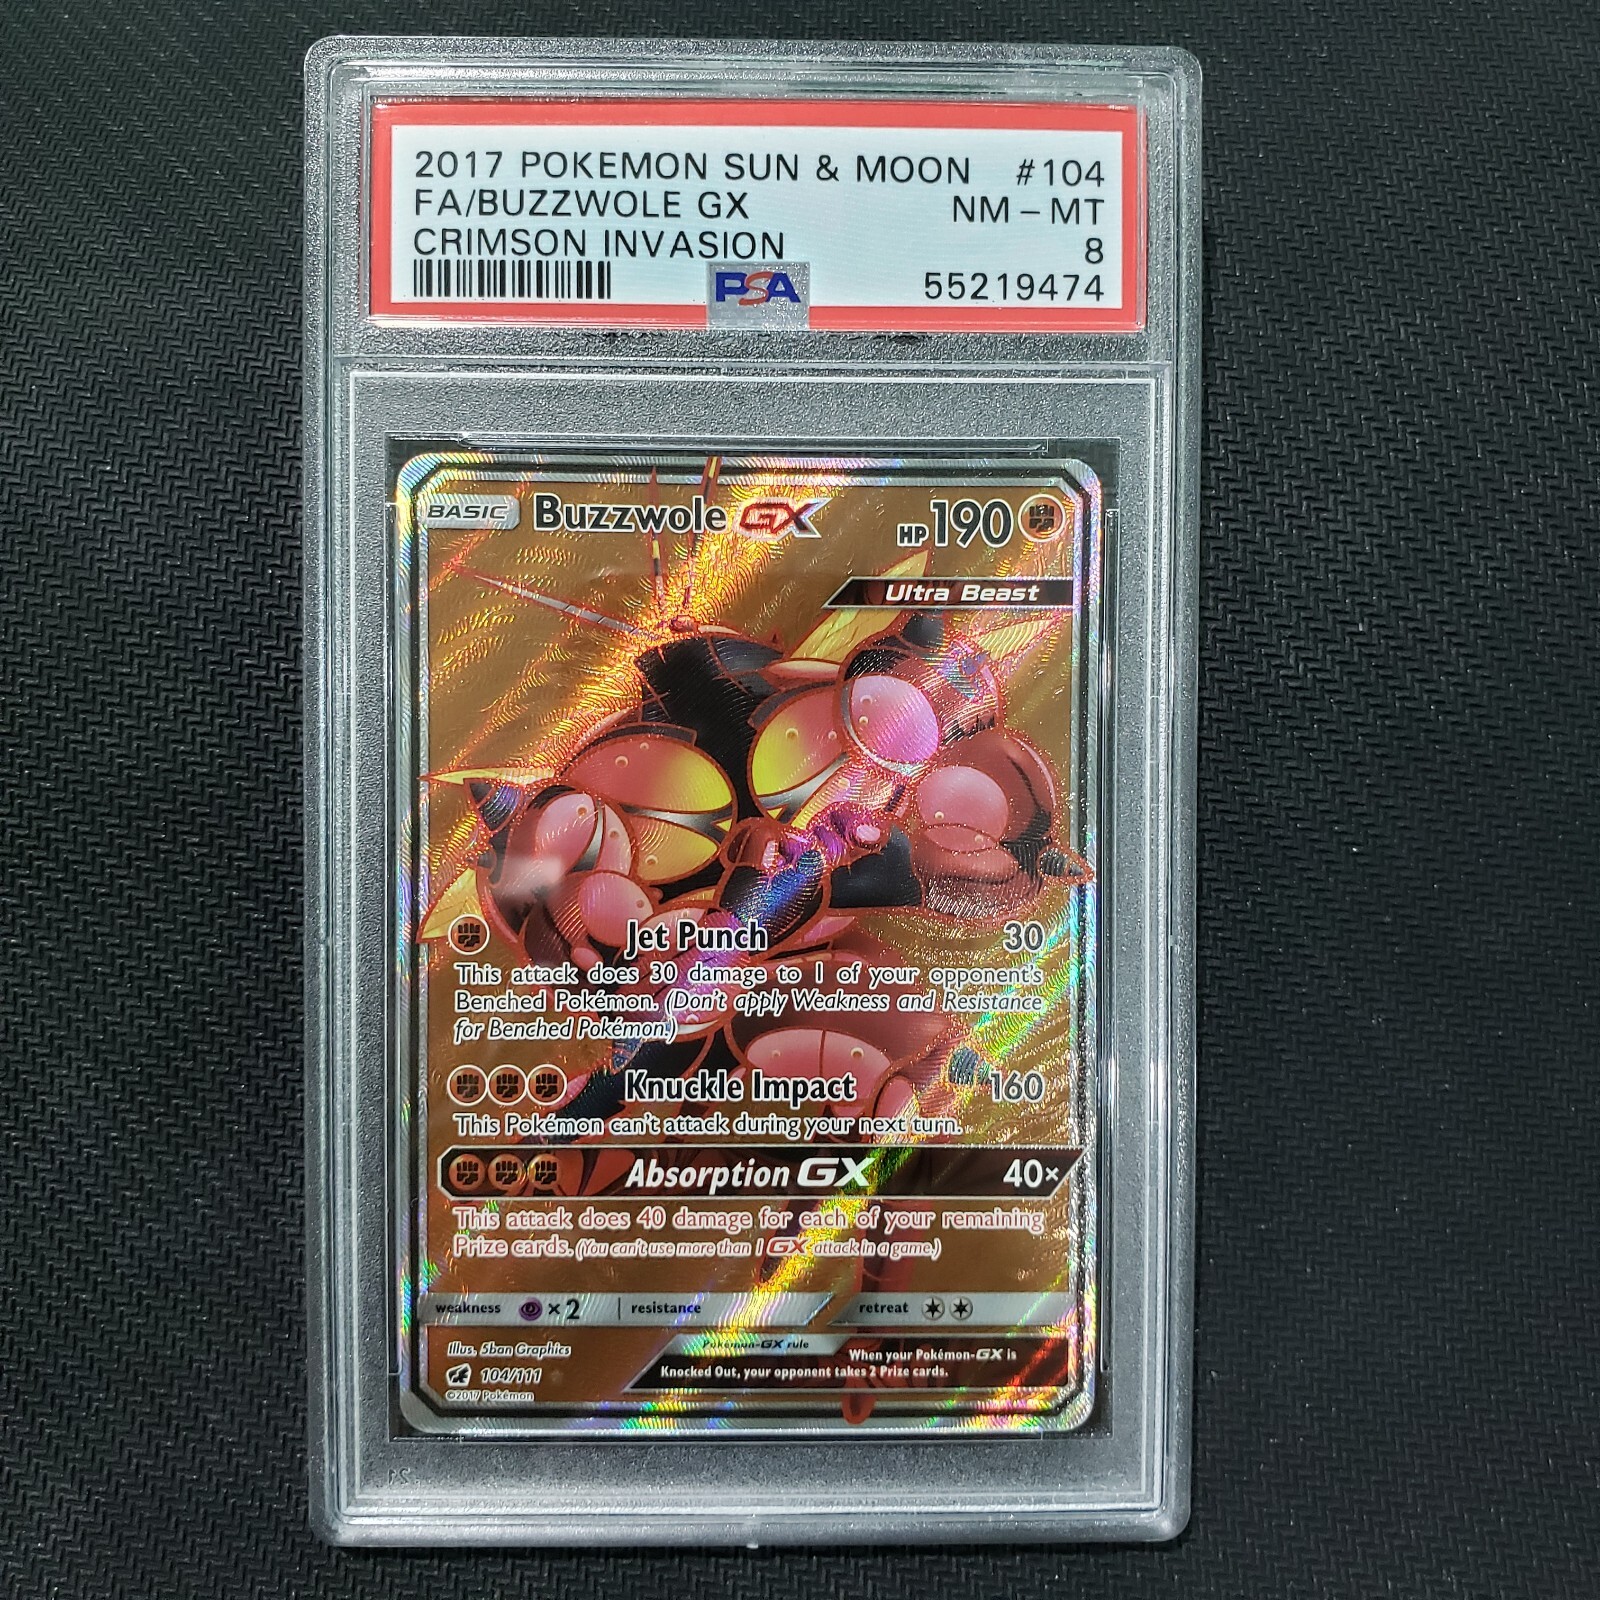 2017 POKEMON SUN & MOON #104
FA/BUZZWOLE GX NM - MT
CRIMSON INVASION 8
PSA 55219474
BASIC Buzzwole GX HP 190
Ultra Beast
Jet Punch 30
This attack does 30 damage to 1 of your opponent's
Benched Pokémon. (Don't apply Weakness and Resistance
for Benched Pokémon.)
Knuckle Impact 160
This Pokémon can't attack during your next turn.
Absorption GX 40×
This attack does 40 damage for each of your remaining
Prize cards. (You can't use more than 1 GX attack in a game.)
weakness ×2 resistance retreat
Illus. 5ban Graphics Pokémon-GX rule When your Pokémon-GX is
104/111 Knocked Out, your opponent takes 2 Prize cards.
©2017 Pokémon